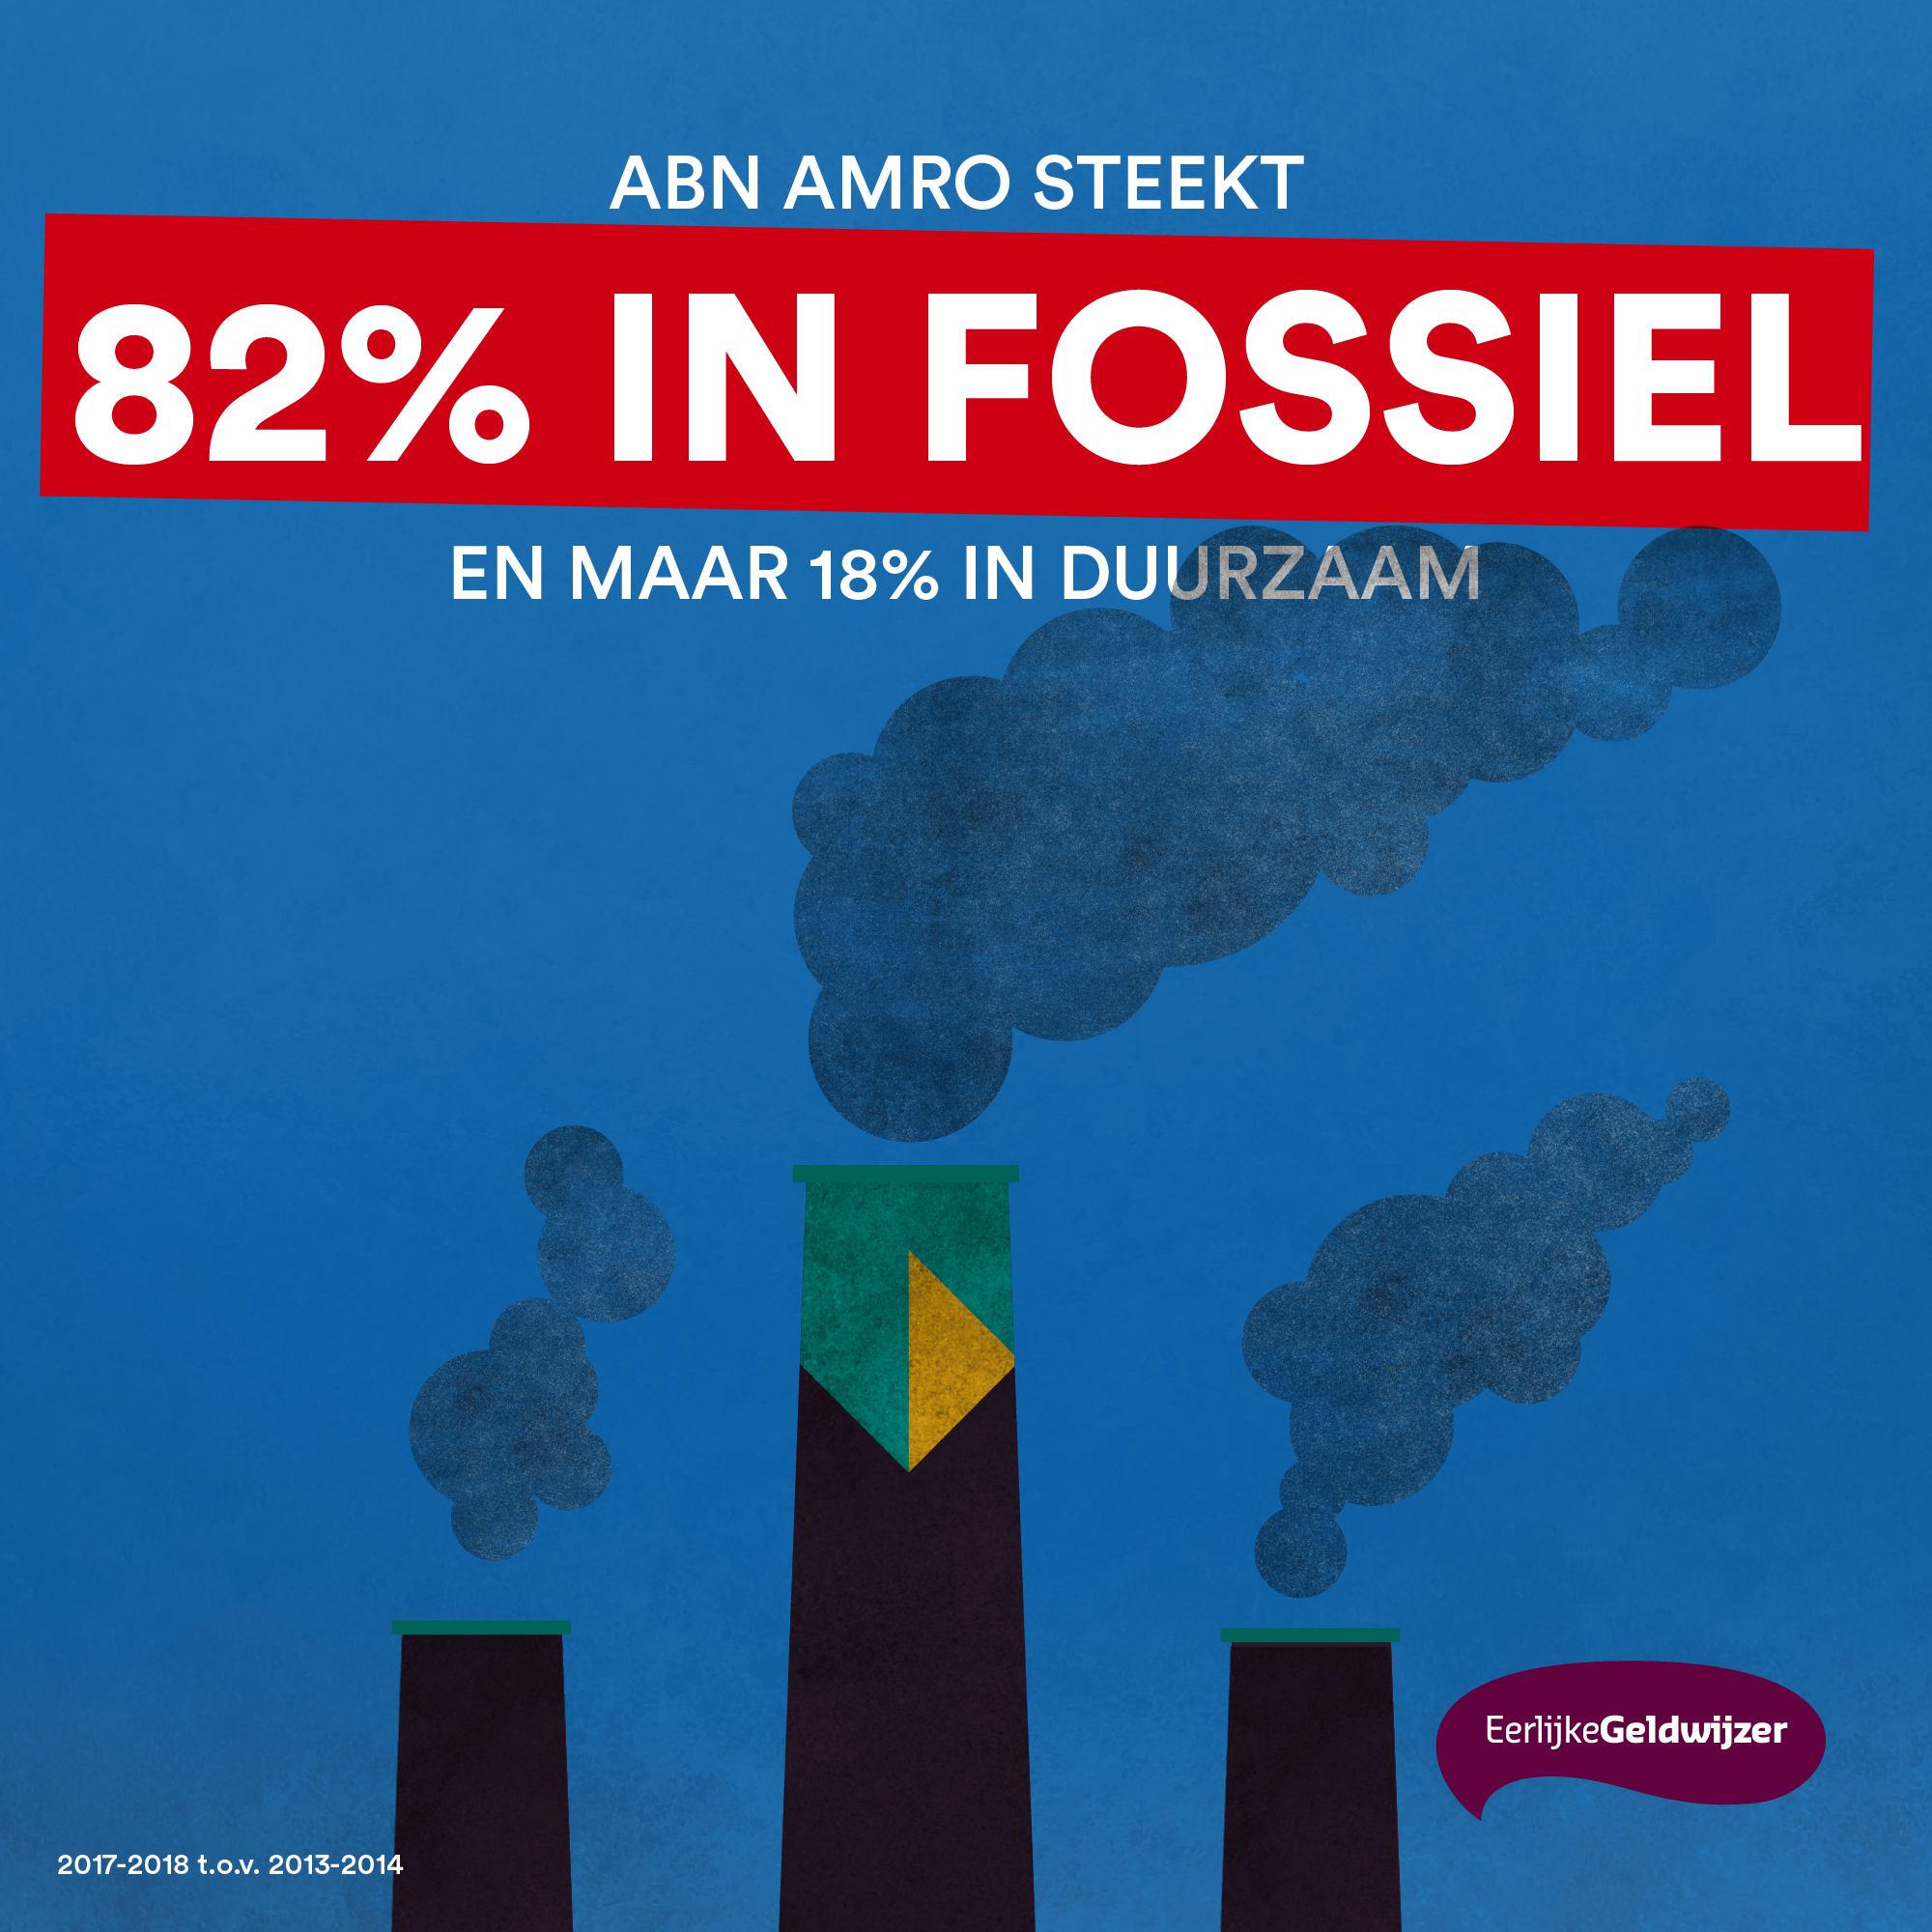 ABN AMRO STEEKT
82% IN FOSSIEL
EN MAAR 18% IN DUURZAAM
EerlijkeGeldwijzer
2017-2018 t.o.v. 2013-2014